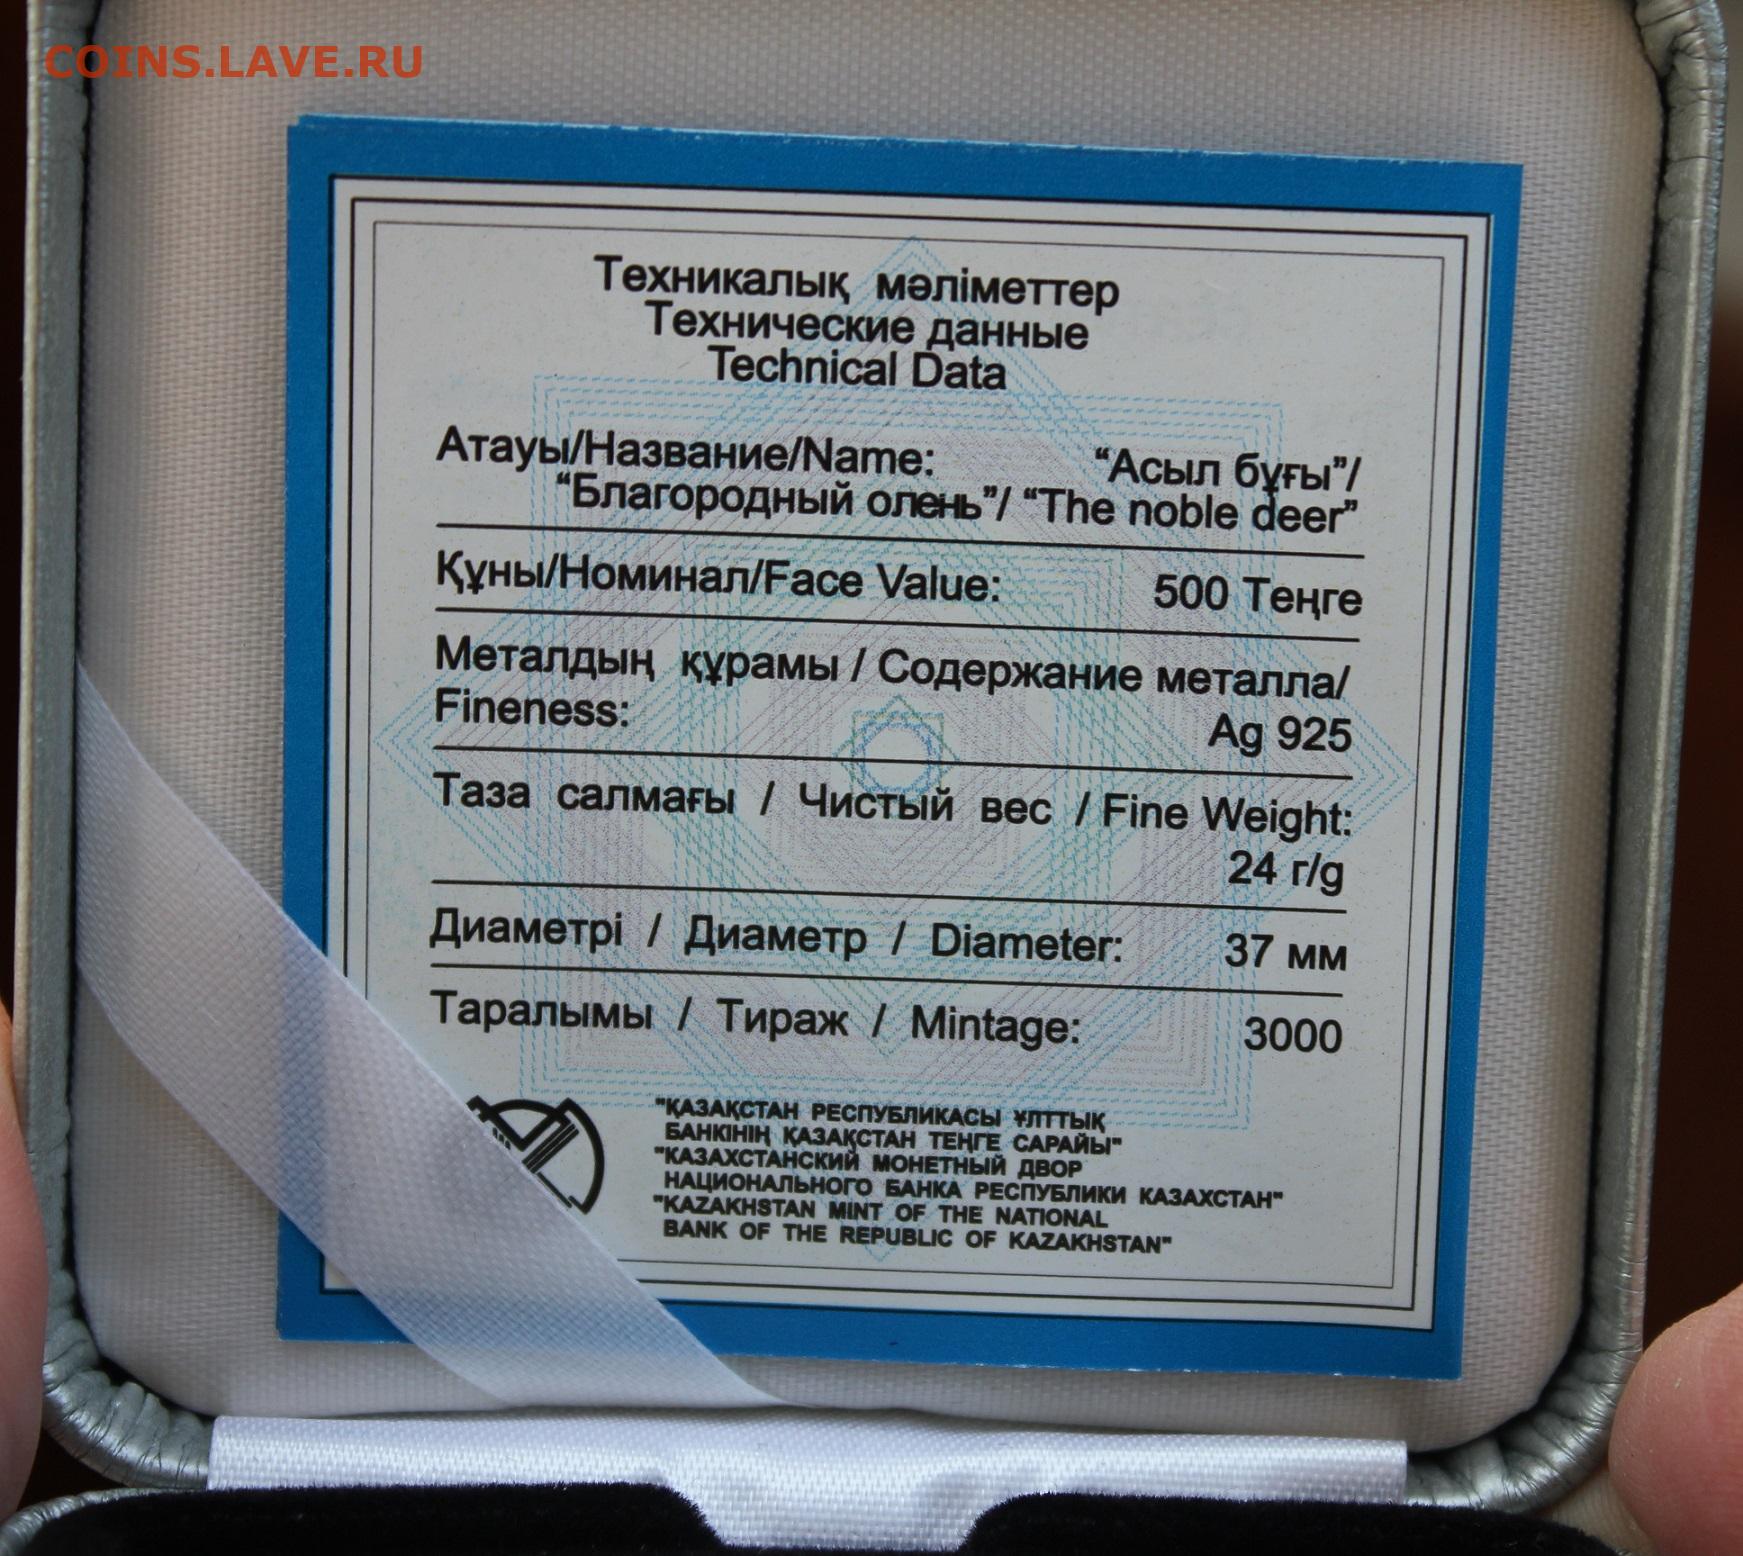 COINS.LAVE.RU
Техникалық мәліметтер
Технические данные
Technical Data
Атауы/Название/Name: “Асыл бұғы”/
“Благородный олень”/ “The noble deer”
Құны/Номинал/Face Value: 500 Теңге
Металдың құрамы / Содержание металла/
Fineness: Ag 925
Таза салмағы / Чистый вес / Fine Weight:
24 г/g
Диаметрі / Диаметр / Diameter: 37 мм
Таралымы / Тираж / Mintage: 3000
"ҚАЗАҚСТАН РЕСПУБЛИКАСЫ ҰЛТТЫҚ
БАНКІНІҢ ҚАЗАҚСТАН ТЕҢГЕ САРАЙЫ"
"КАЗАХСТАНСКИЙ МОНЕТНЫЙ ДВОР
НАЦИОНАЛЬНОГО БАНКА РЕСПУБЛИКИ КАЗАХСТАН"
"KAZAKHSTAN MINT OF THE NATIONAL
BANK OF THE REPUBLIC OF KAZAKHSTAN"